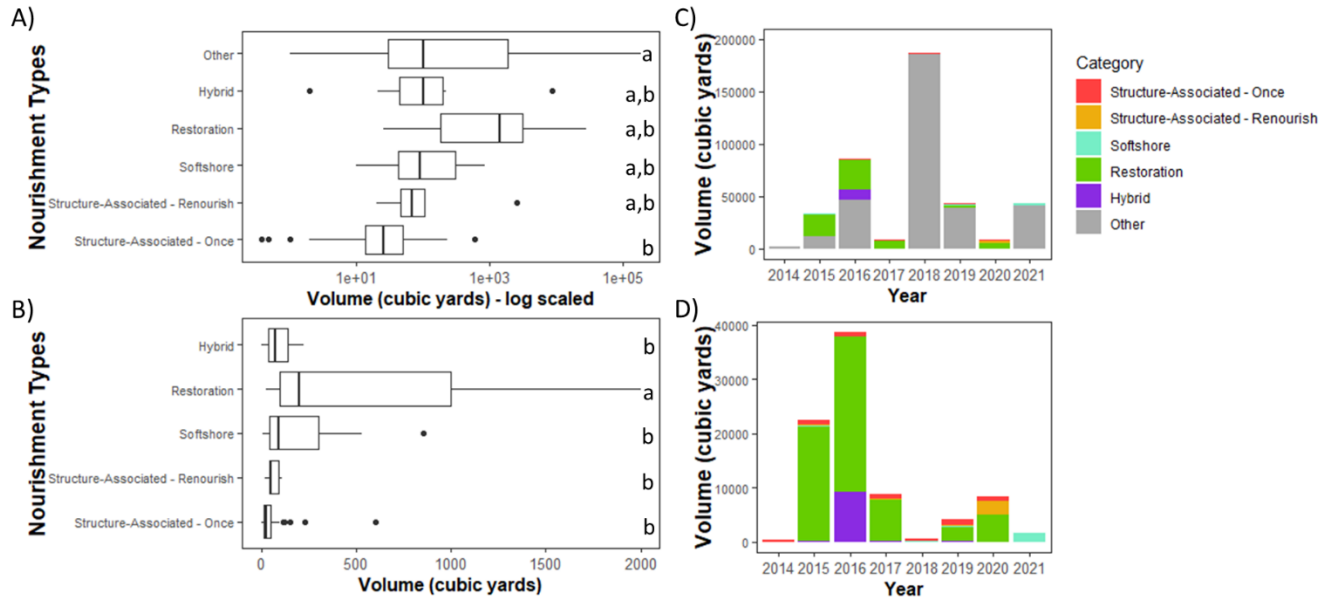 A)
Nourishment Types
Other
Hybrid
Restoration
Softshore
Structure-Associated - Renourish
Structure-Associated - Once
a
a,b
a,b
a,b
a,b
b
1e+01 1e+03 1e+05
Volume (cubic yards) - log scaled
B)
Nourishment Types
Hybrid
Restoration
Softshore
Structure-Associated - Renourish
Structure-Associated - Once
b
a
b
b
b
0 500 1000 1500 2000
Volume (cubic yards)
C)
Volume (cubic yards)
200000
150000
100000
50000
0
2014 2015 2016 2017 2018 2019 2020 2021
Year
Category
Structure-Associated - Once
Structure-Associated - Renourish
Softshore
Restoration
Hybrid
Other
D)
Volume (cubic yards)
40000
30000
20000
10000
0
2014 2015 2016 2017 2018 2019 2020 2021
Year